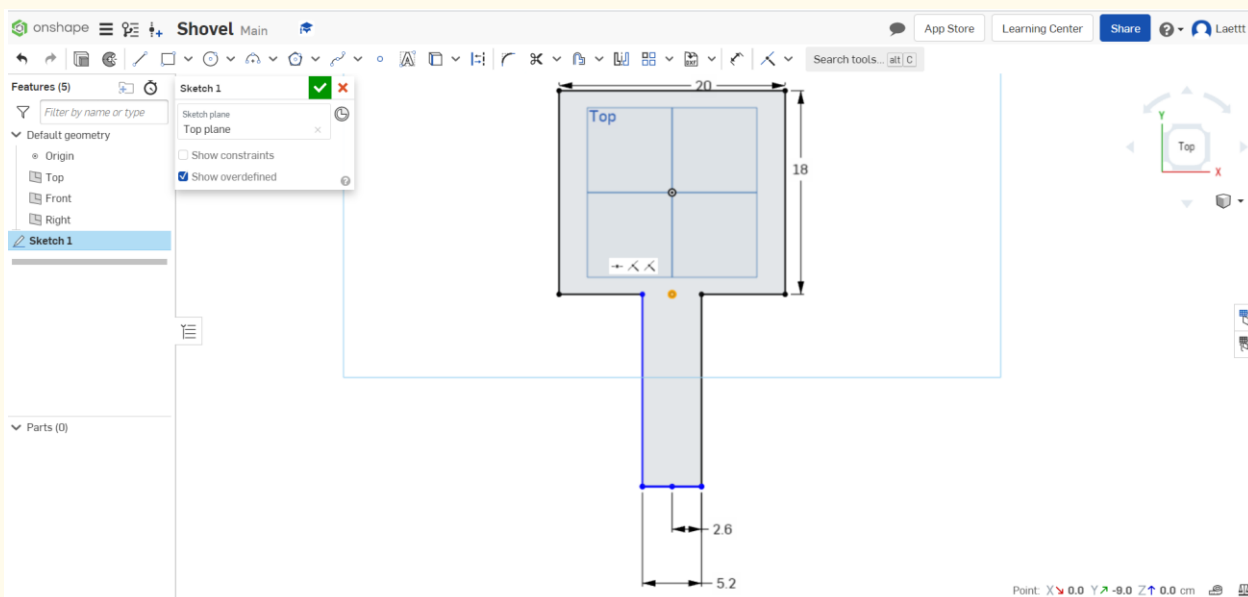 onshape Shovel Main App Store Learning Center Share Laettt
Search tools... alt C
Features (5)
Filter by name or type
Default geometry
Origin
Top
Front
Right
Sketch 1
Parts (0)
Sketch 1
Sketch plane
Top plane
Show constraints
Show overdefined
20
Top
18
2.6
5.2
Y
Top
X
Point: X 0.0 Y -9.0 Z 0.0 cm